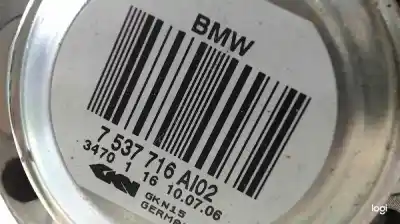 BMW
7 537 716 AI02
3470 1 16 10.07.06
GKN
GKN15
GERMANY
logi